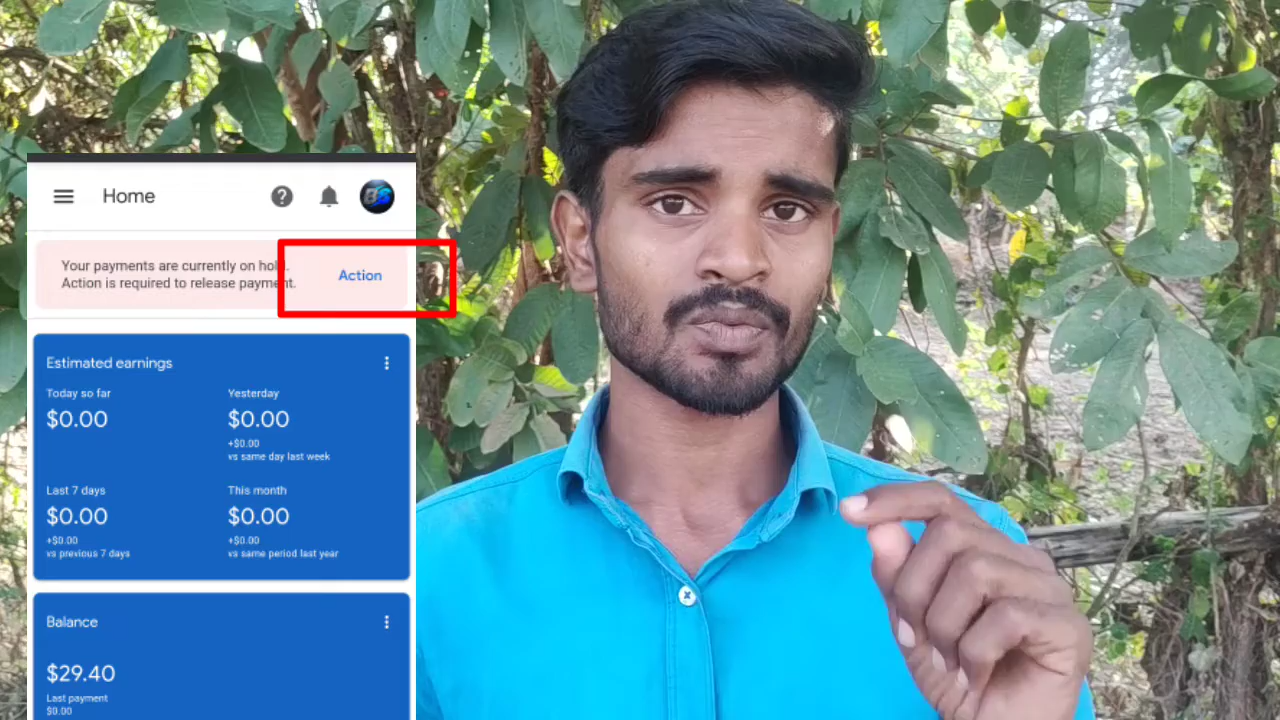 Home
BS
Your payments are currently on hold.
Action is required to release payment.
Action
Estimated earnings
Today so far
Yesterday
$0.00
$0.00
+$0.00
vs same day last week
Last 7 days
This month
$0.00
$0.00
+$0.00
+$0.00
vs previous 7 days
vs same period last year
Balance
$29.40
Last payment
$0.00